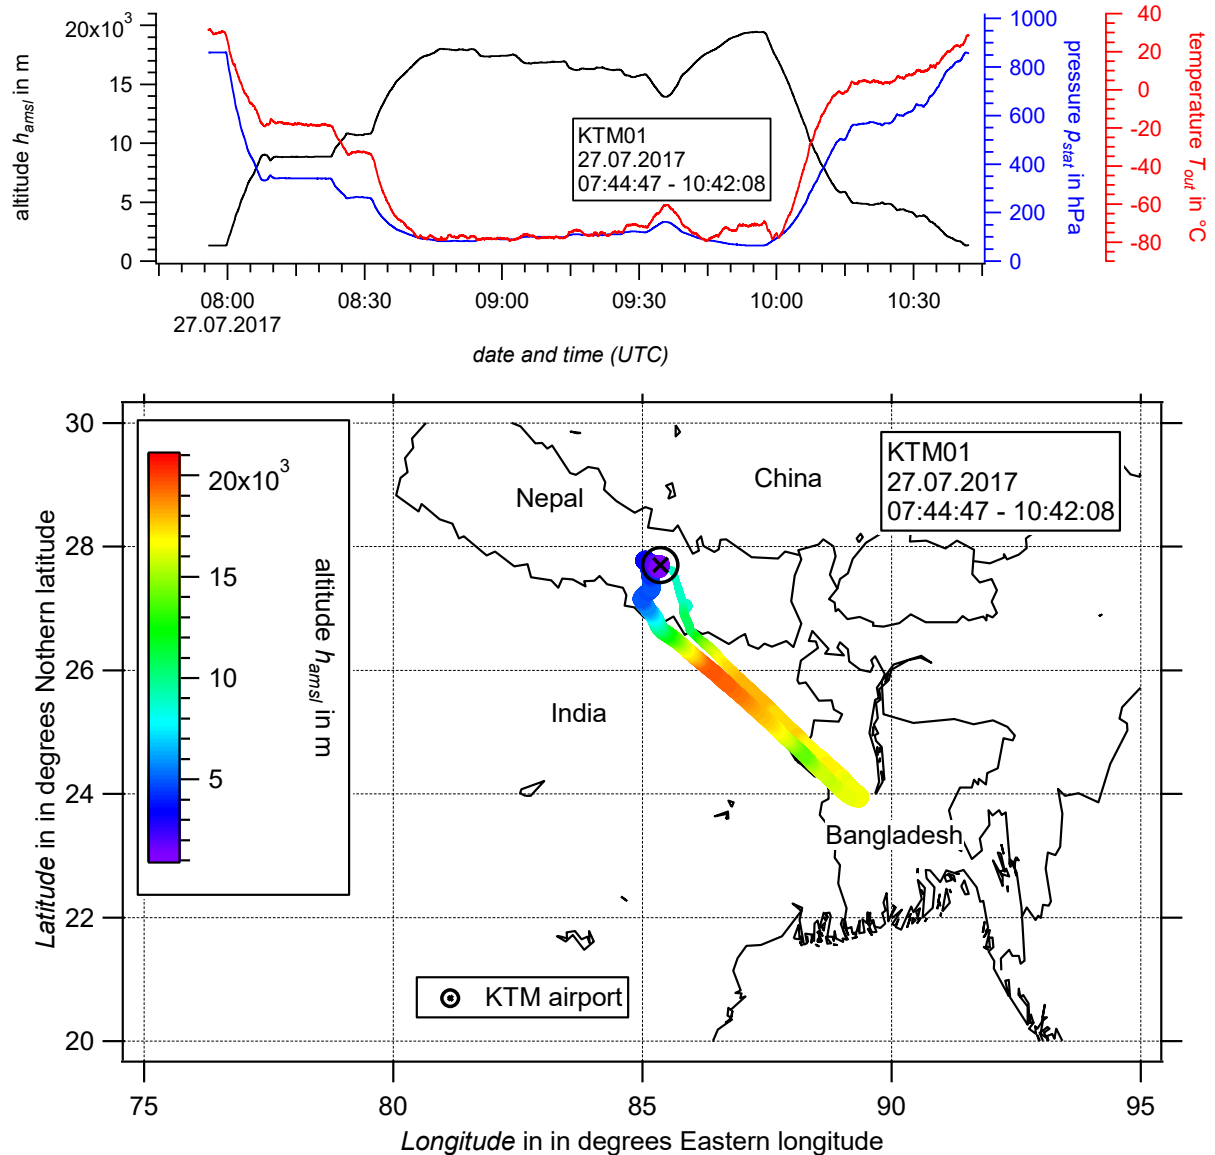 20x10³
15
10
5
0
altitude h_amsl in m
1000
800
600
400
200
0
pressure p_stat in hPa
40
20
0
-20
-40
-60
-80
temperature T_out in °C
KTM01
27.07.2017
07:44:47 - 10:42:08
08:00
08:30
09:00
09:30
10:00
10:30
27.07.2017
date and time (UTC)
30
28
26
24
22
20
Latitude in in degrees Nothern latitude
20x10³
15
10
5
altitude h_amsl in m
KTM01
27.07.2017
07:44:47 - 10:42:08
China
Nepal
India
Bangladesh
KTM airport
75
80
85
90
95
Longitude in in degrees Eastern longitude